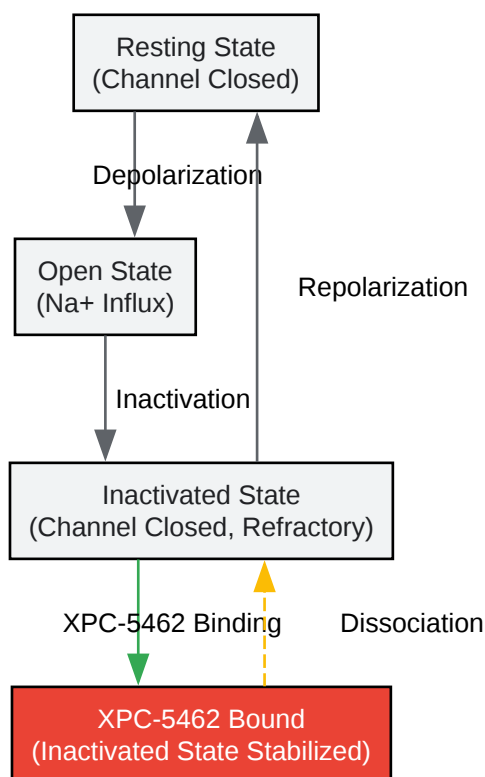 Resting State
(Channel Closed)
Depolarization
Open State
(Na+ Influx)
Repolarization
Inactivation
Inactivated State
(Channel Closed, Refractory)
XPC-5462 Binding
Dissociation
XPC-5462 Bound
(Inactivated State Stabilized)